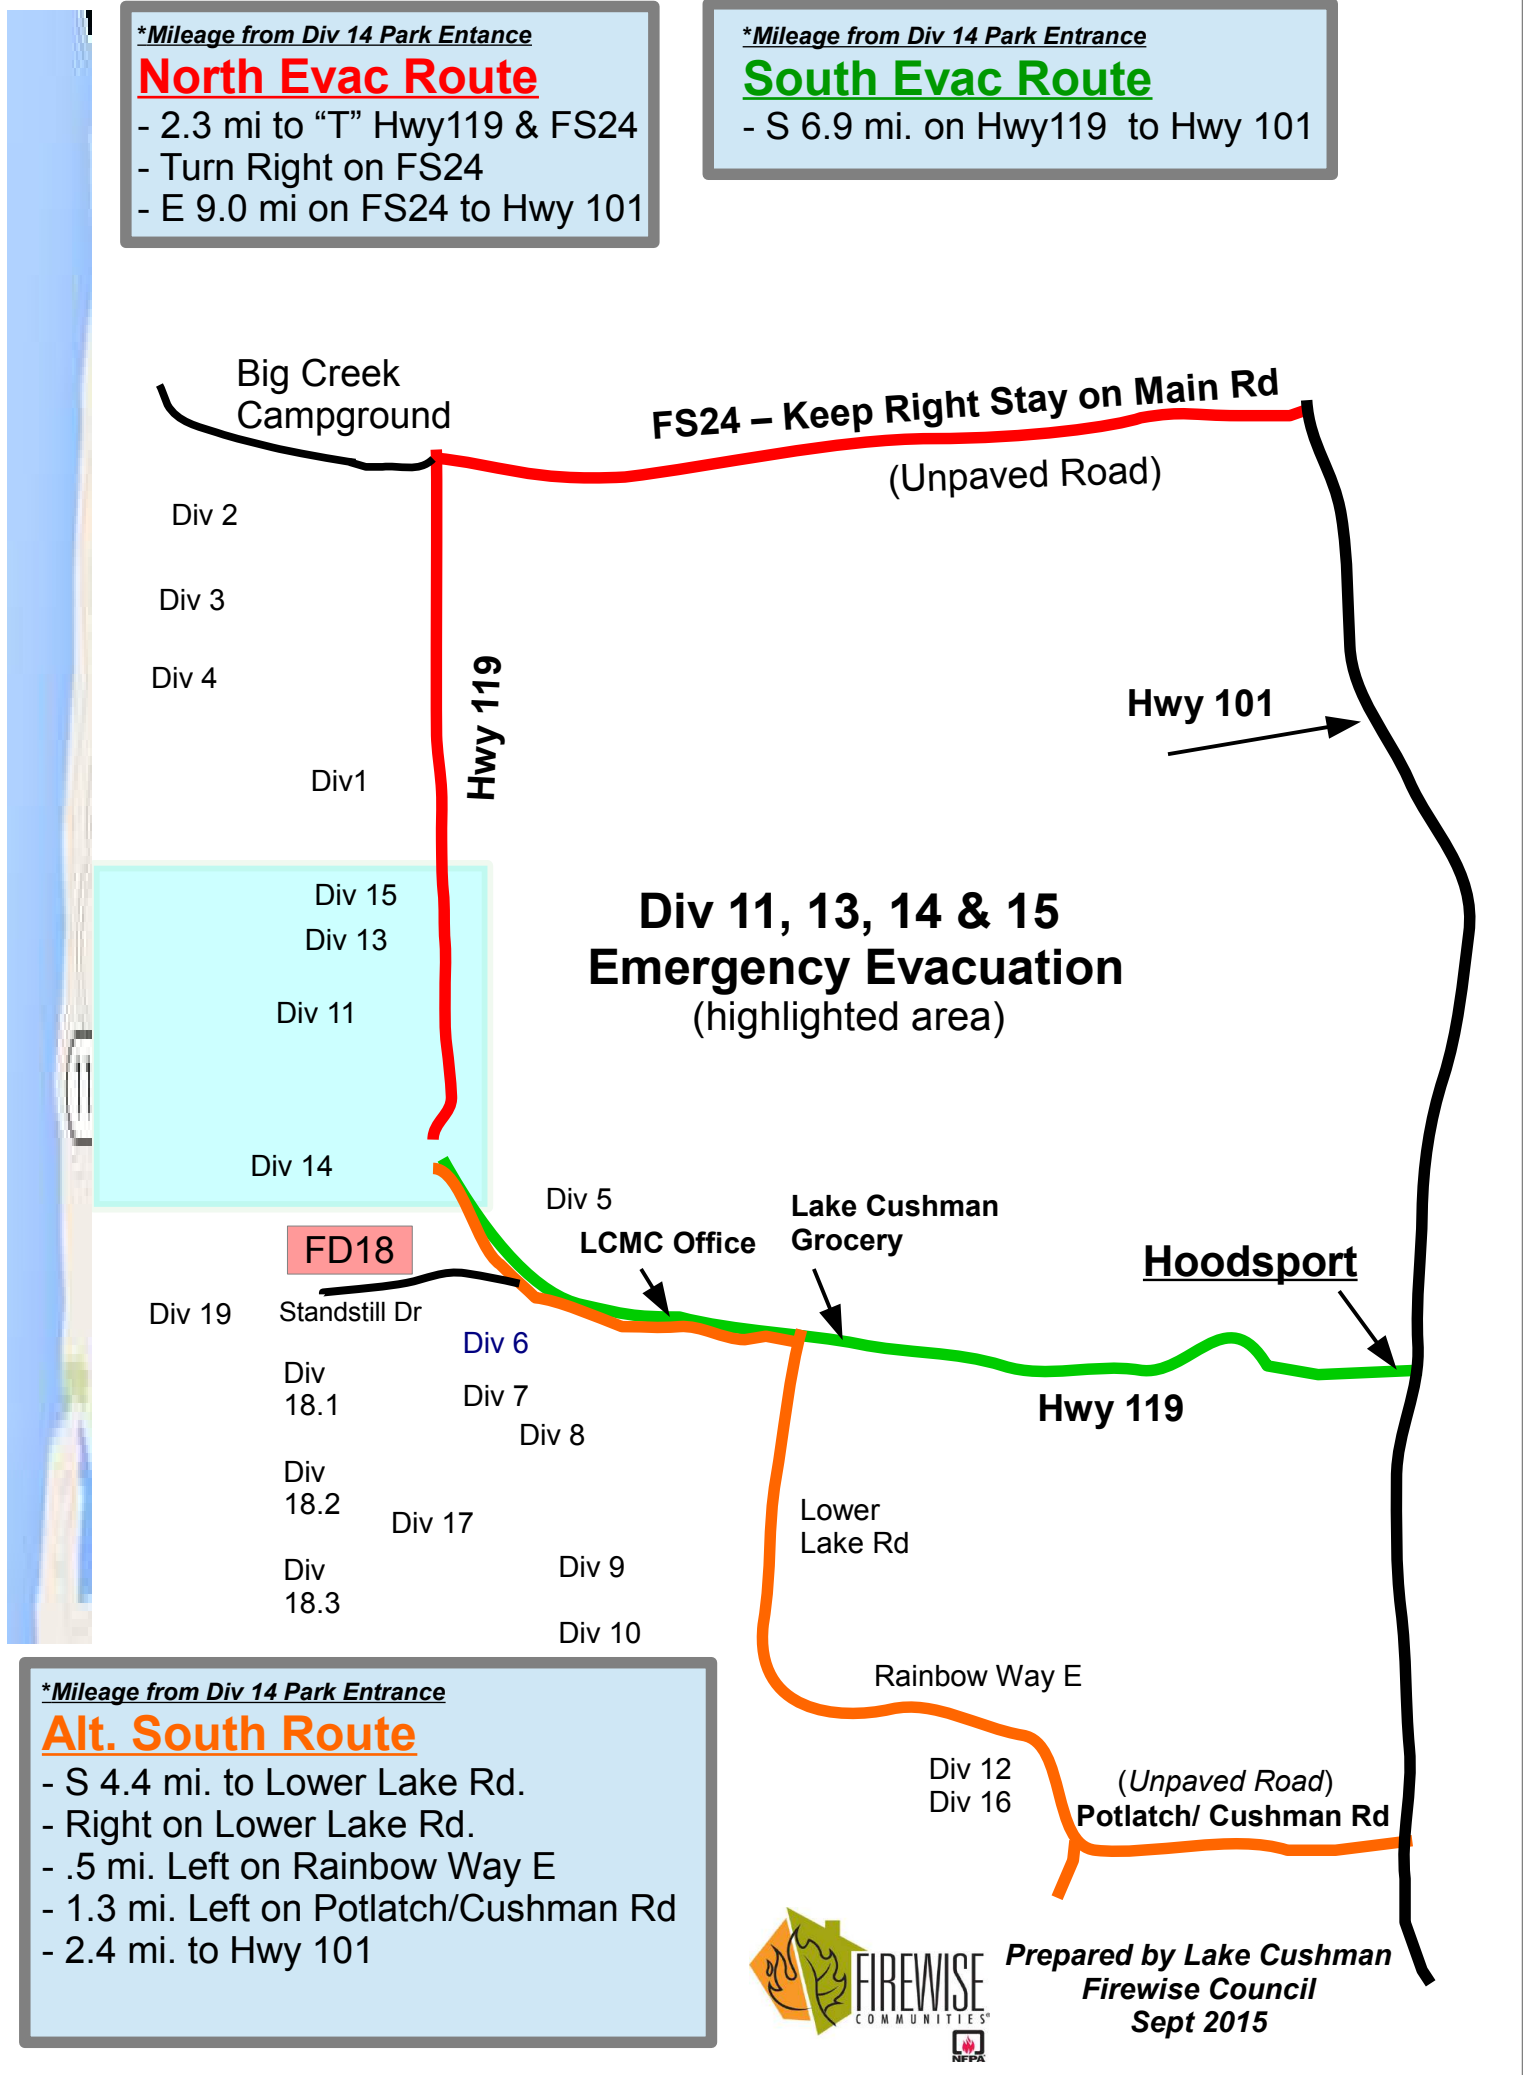 *Mileage from Div 14 Park Entance
North Evac Route
- 2.3 mi to “T” Hwy119 & FS24
- Turn Right on FS24
- E 9.0 mi on FS24 to Hwy 101
*Mileage from Div 14 Park Entrance
South Evac Route
- S 6.9 mi. on Hwy119 to Hwy 101
Big Creek
Campground
FS24 – Keep Right Stay on Main Rd
(Unpaved Road)
Div 2
Div 3
Div 4
Hwy 119
Hwy 101
Div1
Div 15
Div 13
Div 11
Div 14
Div 11, 13, 14 & 15
Emergency Evacuation
(highlighted area)
Div 5
LCMC Office
Lake Cushman
Grocery
Hoodsport
FD18
Div 19
Standstill Dr
Div 6
Div
18.1
Div 7
Div 8
Hwy 119
Div
18.2
Div 17
Lower
Lake Rd
Div
18.3
Div 9
Div 10
Rainbow Way E
Div 12
Div 16
(Unpaved Road)
Potlatch/ Cushman Rd
*Mileage from Div 14 Park Entrance
Alt. South Route
- S 4.4 mi. to Lower Lake Rd.
- Right on Lower Lake Rd.
- .5 mi. Left on Rainbow Way E
- 1.3 mi. Left on Potlatch/Cushman Rd
- 2.4 mi. to Hwy 101
FIREWISE
COMMUNITIES
NFPA
Prepared by Lake Cushman
Firewise Council
Sept 2015